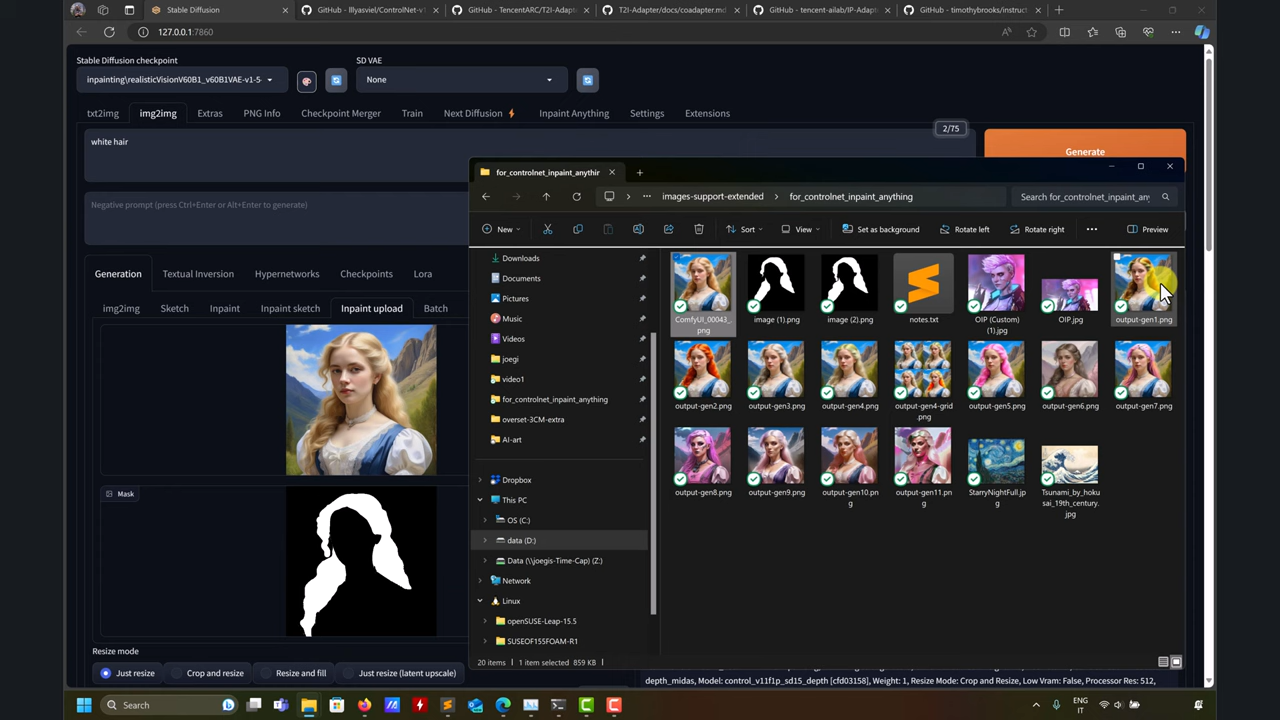 Stable Diffusion
GitHub - lllyasviel/ControlNet-v1
GitHub - TencentARC/T2I-Adapt
T2I-Adapter/docs/coadapter.md
GitHub - tencent-ailab/IP-Adapt
GitHub - timothybrooks/instruct
127.0.0.1:7860
Stable Diffusion checkpoint
SD VAE
inpainting\realisticVisionV60B1_v60B1VAE-v1-5-
None
txt2img
img2img
Extras
PNG Info
Checkpoint Merger
Train
Next Diffusion
Inpaint Anything
Settings
Extensions
2/75
white hair
Generate
Negative prompt (press Ctrl+Enter or Alt+Enter to generate)
Generation
Textual Inversion
Hypernetworks
Checkpoints
Lora
img2img
Sketch
Inpaint
Inpaint sketch
Inpaint upload
Batch
Mask
Resize mode
Just resize
Crop and resize
Resize and fill
Just resize (latent upscale)
for_controlnet_inpaint_anythir
images-support-extended
for_controlnet_inpaint_anything
Search for_controlnet_inpaint_any
New
Sort
View
Set as background
Rotate left
Rotate right
Preview
Downloads
Documents
Pictures
Music
Videos
joegi
video1
for_controlnet_inpaint_anything
overset-3CM-extra
AI-art
Dropbox
This PC
OS (C:)
data (D:)
Data (\\joegis-Time-Cap) (Z:)
Network
Linux
openSUSE-Leap-15.5
SUSEOF155FOAM-R1
ComfyUI_00043_.
png
image (1).png
image (2).png
notes.txt
OIP (Custom)
(1).jpg
OIP.jpg
output-gen1.png
output-gen2.png
output-gen3.png
output-gen4.png
output-gen4-grid
.png
output-gen5.png
output-gen6.png
output-gen7.png
output-gen8.png
output-gen9.png
output-gen10.pn
g
output-gen11.pn
g
StarryNightFull.jp
g
Tsunami_by_hoku
sai_19th_century.
jpg
20 items
1 item selected 859 KB
depth_midas, Model: control_v11f1p_sd15_depth [cfd03158], Weight: 1, Resize Mode: Crop and Resize, Low Vram: False, Processor Res: 512,
Search
ENG
IT